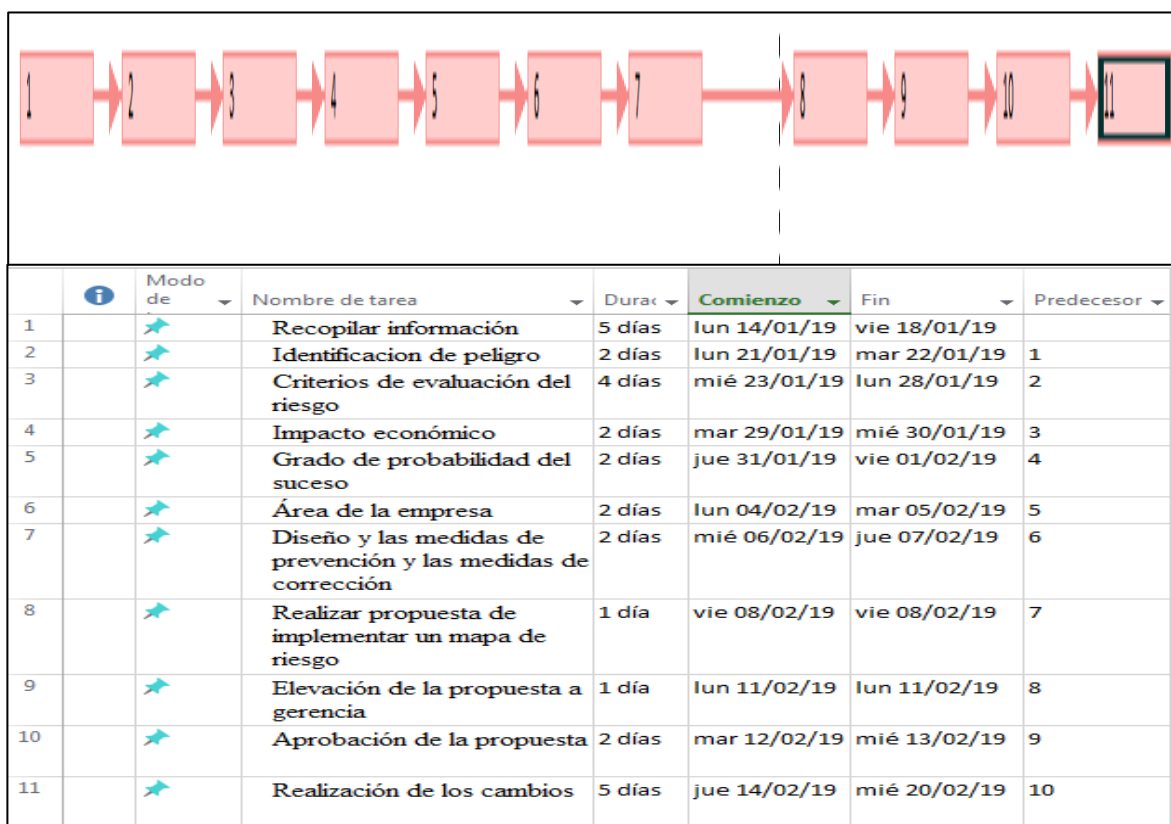 1 2 3 4 5 6 7 8 9 10 11
Modo
de
Nombre de tarea Durac Comienzo Fin Predecesor
1 Recopilar información 5 días lun 14/01/19 vie 18/01/19
2 Identificacion de peligro 2 días lun 21/01/19 mar 22/01/19 1
3 Criterios de evaluación del 4 días mié 23/01/19 lun 28/01/19 2
riesgo
4 Impacto económico 2 días mar 29/01/19 mié 30/01/19 3
5 Grado de probabilidad del 2 días jue 31/01/19 vie 01/02/19 4
suceso
6 Área de la empresa 2 días lun 04/02/19 mar 05/02/19 5
7 Diseño y las medidas de 2 días mié 06/02/19 jue 07/02/19 6
prevención y las medidas de
corrección
8 Realizar propuesta de 1 día vie 08/02/19 vie 08/02/19 7
implementar un mapa de
riesgo
9 Elevación de la propuesta a 1 día lun 11/02/19 lun 11/02/19 8
gerencia
10 Aprobación de la propuesta 2 días mar 12/02/19 mié 13/02/19 9
11 Realización de los cambios 5 días jue 14/02/19 mié 20/02/19 10